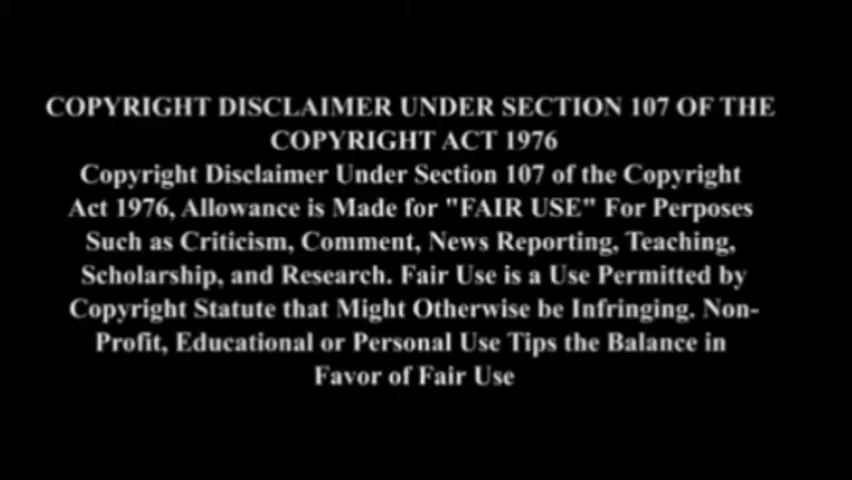 COPYRIGHT DISCLAIMER UNDER SECTION 107 OF THE
COPYRIGHT ACT 1976
Copyright Disclaimer Under Section 107 of the Copyright
Act 1976, Allowance is Made for "FAIR USE" For Perposes
Such as Criticism, Comment, News Reporting, Teaching,
Scholarship, and Research. Fair Use is a Use Permitted by
Copyright Statute that Might Otherwise be Infringing. Non-
Profit, Educational or Personal Use Tips the Balance in
Favor of Fair Use